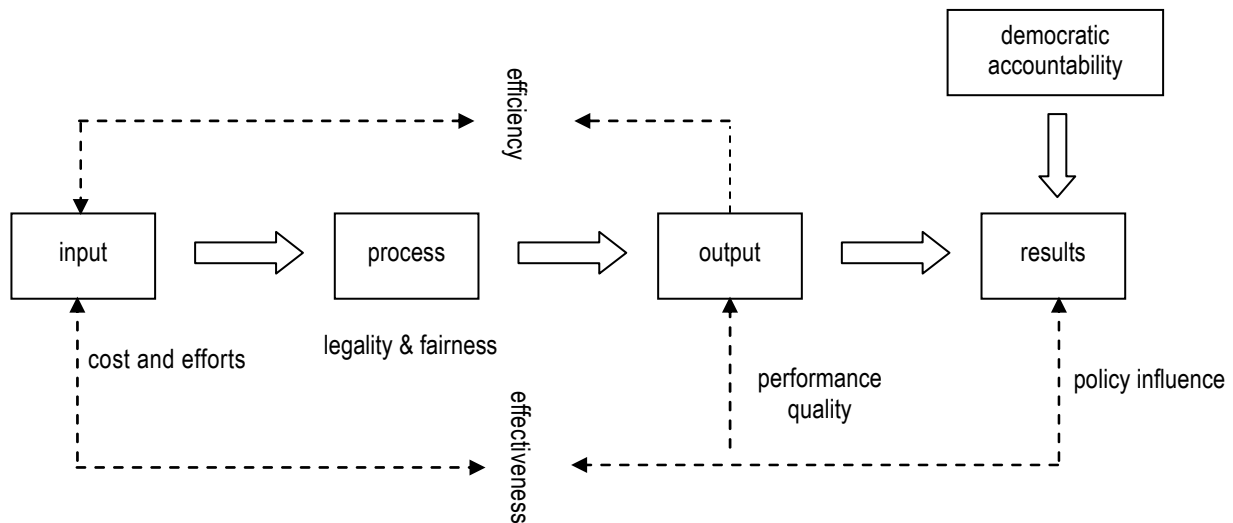 democratic
accountability
efficiency
input
process
output
results
cost and efforts
legality & fairness
performance
quality
policy influence
effectiveness